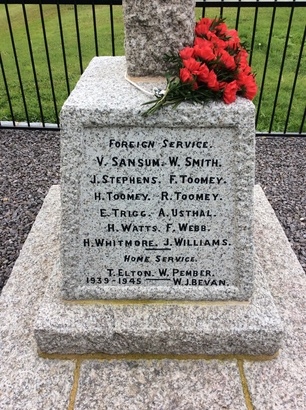 FOREIGN SERVICE.
V. SANSUM. W. SMITH.
J. STEPHENS. F. TOOMEY.
H. TOOMEY. R. TOOMEY.
E. TRIGG. A. USTHAL.
H. WATTS. F. WEBB.
H. WHITMORE. J. WILLIAMS.
HOME SERVICE.
T. ELTON. W. PEMBER.
1939-1945 W. J. BEVAN.